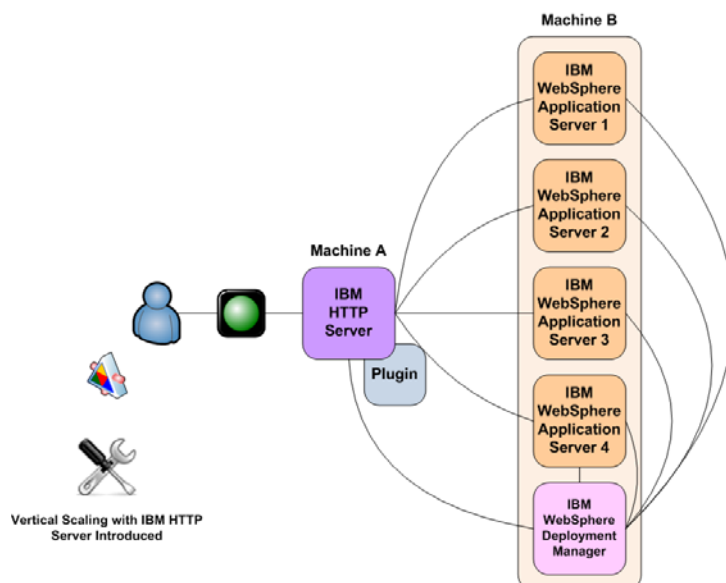 Machine B
IBM
WebSphere
Application
Server 1
IBM
WebSphere
Application
Server 2
Machine A
IBM
HTTP
Server
Plugin
IBM
WebSphere
Application
Server 3
IBM
WebSphere
Application
Server 4
IBM
WebSphere
Deployment
Manager
Vertical Scaling with IBM HTTP
Server Introduced